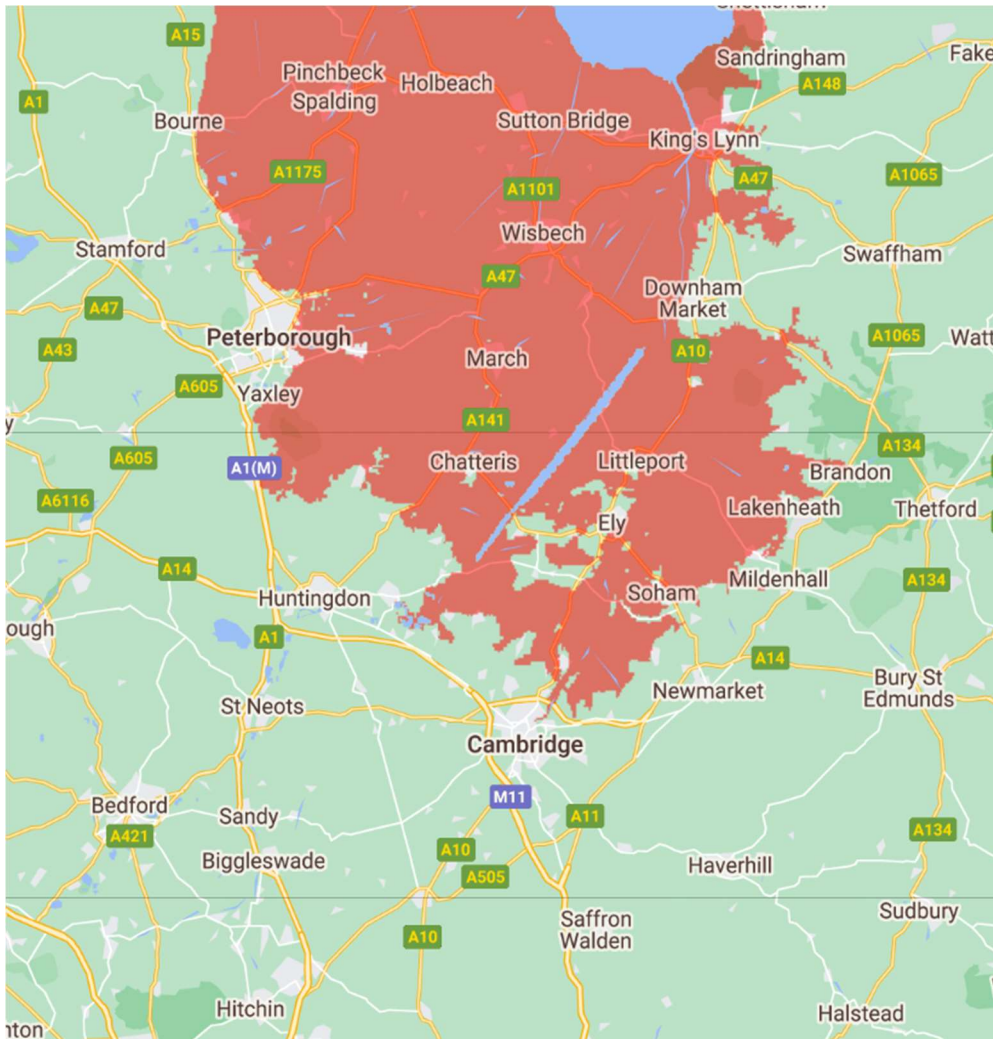 A15
Sandringham
Fake
Pinchbeck
Spalding
Holbeach
A148
A1
Bourne
Sutton Bridge
King's Lynn
A1175
A1101
A47
A1065
Wisbech
Stamford
Swaffham
A47
Downham
Market
A47
A43
Peterborough
March
A10
A1065
Watt
A605
Yaxley
y
A141
A605
A1(M)
Chatteris
Littleport
A134
Brandon
A6116
Lakenheath
Thetford
Ely
A14
Mildenhall
A134
Huntingdon
Soham
ough
A1
A14
St Neots
Newmarket
Bury St
Edmunds
Cambridge
M11
Bedford
A421
Sandy
A11
A134
A10
Biggleswade
A505
Haverhill
Sudbury
A10
Saffron
Walden
Hitchin
Halstead
nton